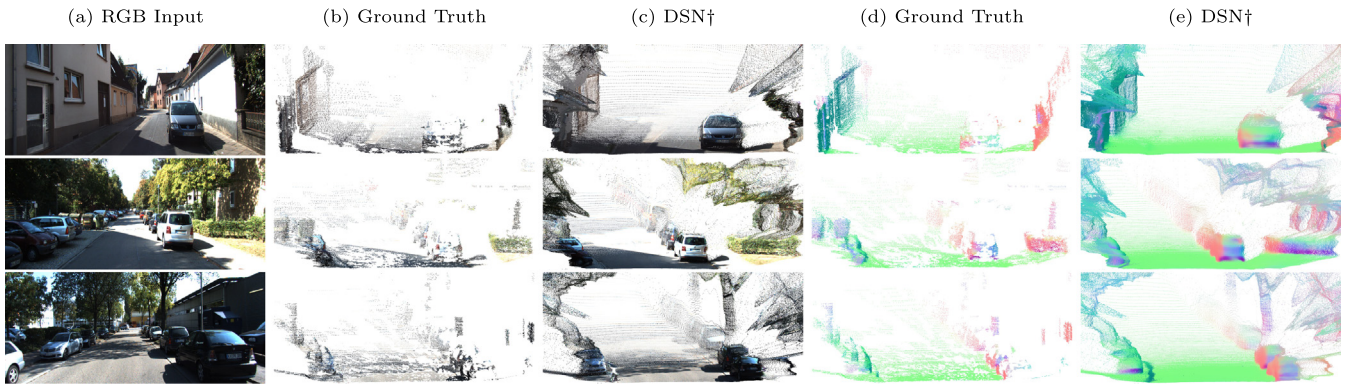 (a) RGB Input (b) Ground Truth (c) DSN† (d) Ground Truth (e) DSN†